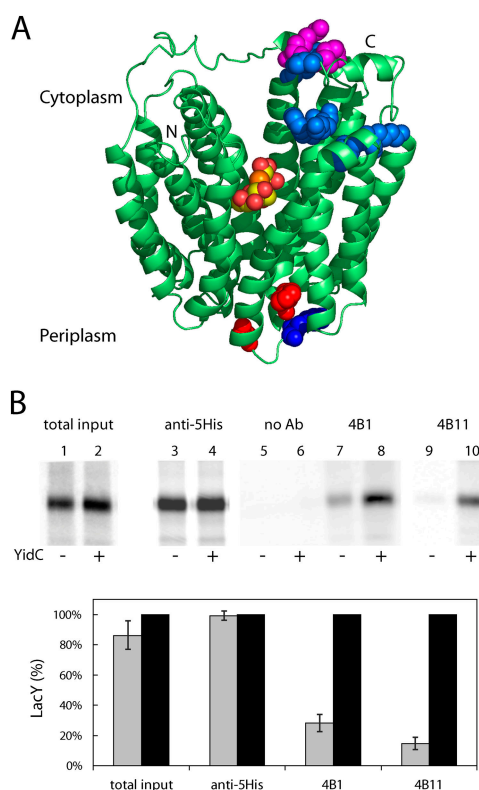 A
C
Cytoplasm
N
Periplasm
B
total input anti-5His no Ab 4B1 4B11
1 2 3 4 5 6 7 8 9 10
YidC - + - + - + - + - +
100%
80%
60%
40%
20%
0%
LacY (%)
total input anti-5His 4B1 4B11